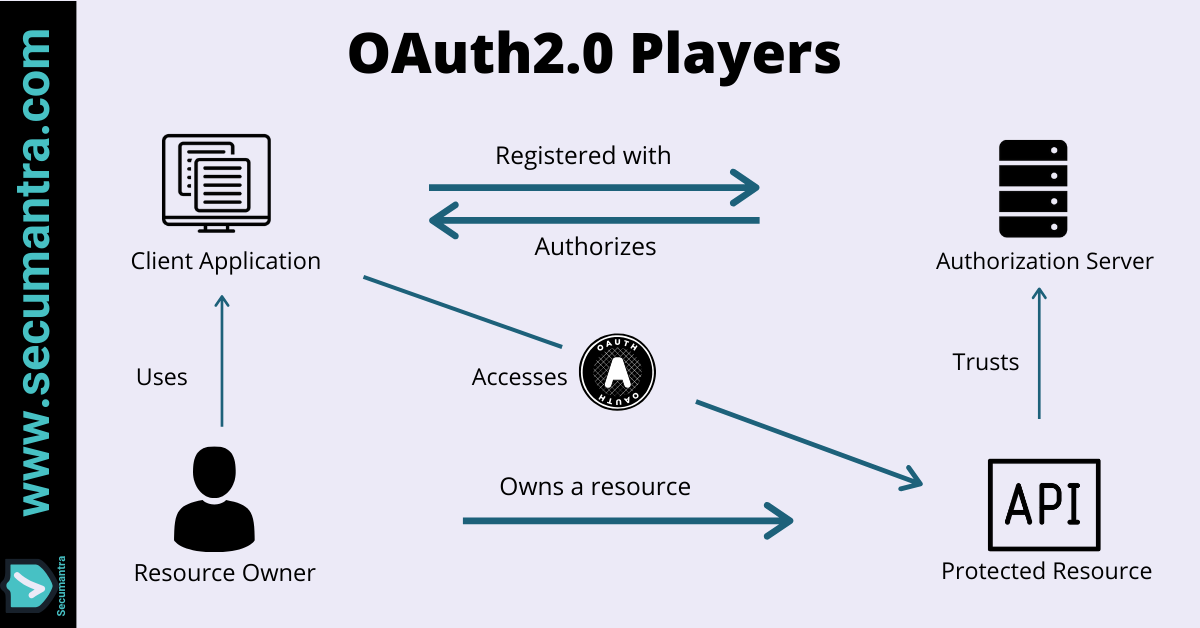 www.secumantra.com
Secumantra
OAuth2.0 Players
Registered with
Authorizes
Client Application
Authorization Server
Uses
Accesses
OAUTH
A
OAUTH
Trusts
Owns a resource
API
Resource Owner
Protected Resource